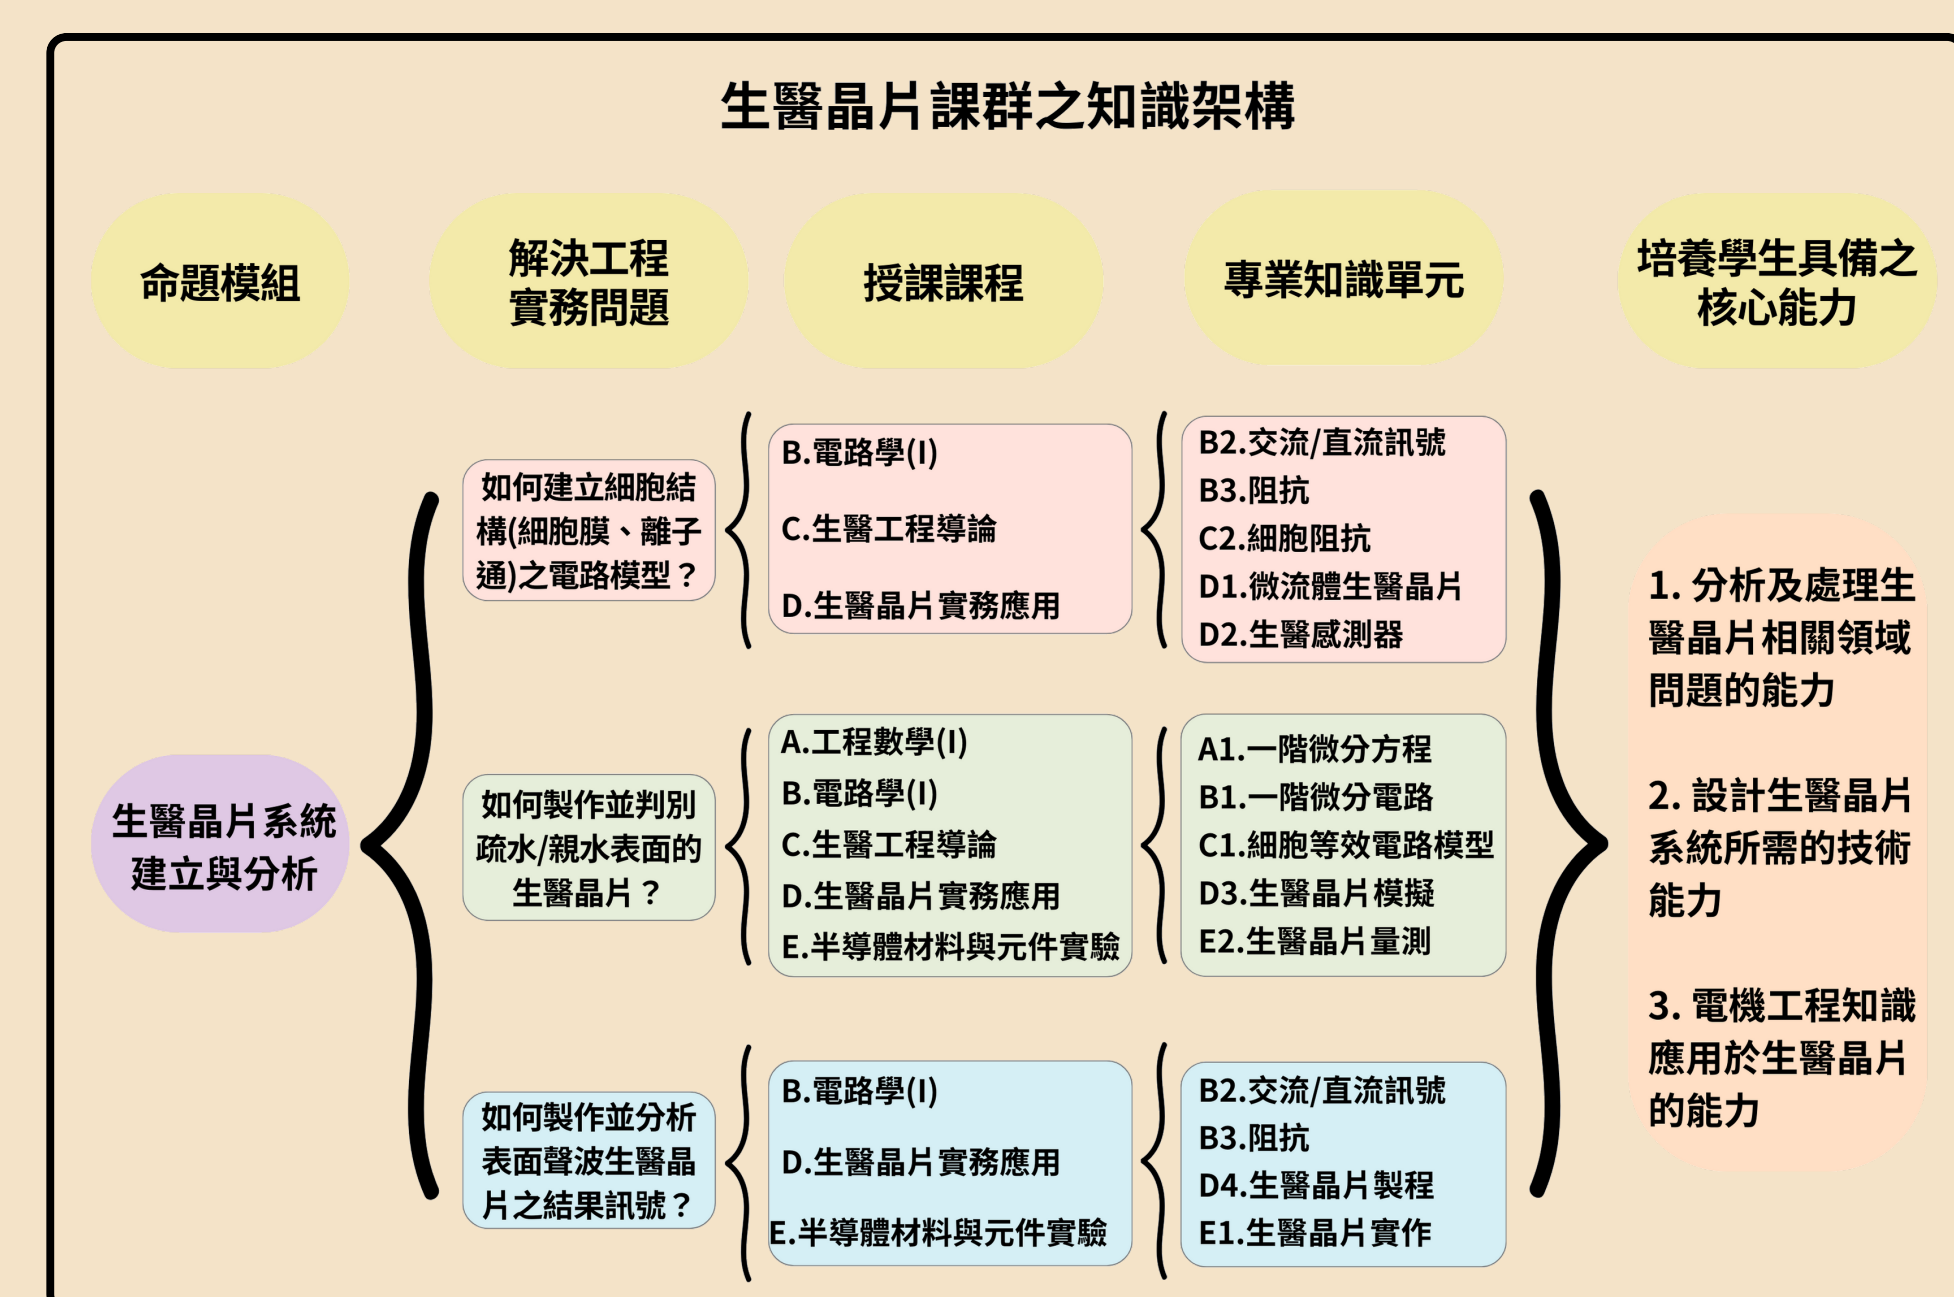 生醫晶片課群之知識架構
命題模組
解決工程
實務問題
授課課程
專業知識單元
培養學生具備之
核心能力
生醫晶片系統
建立與分析
如何建立細胞結
構(細胞膜、離子
通)之電路模型？
B.電路學(I)
C.生醫工程導論
D.生醫晶片實務應用
B2.交流/直流訊號
B3.阻抗
C2.細胞阻抗
D1.微流體生醫晶片
D2.生醫感測器
如何製作並判別
疏水/親水表面的
生醫晶片？
A.工程數學(I)
B.電路學(I)
C.生醫工程導論
D.生醫晶片實務應用
E.半導體材料與元件實驗
A1.一階微分方程
B1.一階微分電路
C1.細胞等效電路模型
D3.生醫晶片模擬
E2.生醫晶片量測
如何製作並分析
表面聲波生醫晶
片之結果訊號？
B.電路學(I)
D.生醫晶片實務應用
E.半導體材料與元件實驗
B2.交流/直流訊號
B3.阻抗
D4.生醫晶片製程
E1.生醫晶片實作
1. 分析及處理生
醫晶片相關領域
問題的能力
2. 設計生醫晶片
系統所需的技術
能力
3. 電機工程知識
應用於生醫晶片
的能力